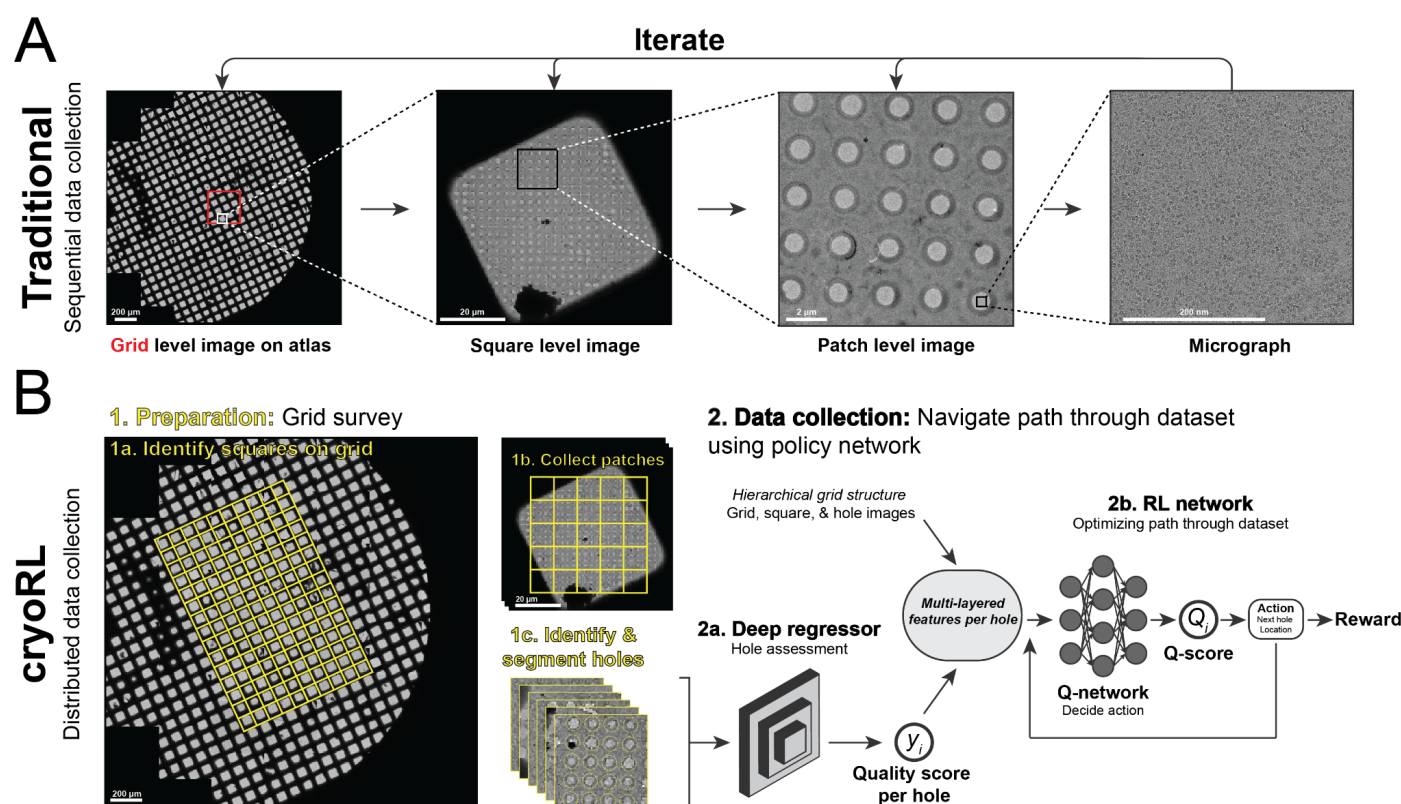 A
Iterate
Traditional
Sequential data collection
200 µm
20 µm
2 µm
200 nm
Grid level image on atlas
Square level image
Patch level image
Micrograph
B
cryoRL
Distributed data collection
1. Preparation: Grid survey
1a. Identify squares on grid
200 µm
1b. Collect patches
20 µm
1c. Identify &
segment holes
2. Data collection: Navigate path through dataset
using policy network
Hierarchical grid structure
Grid, square, & hole images
2a. Deep regressor
Hole assessment
yi
Quality score
per hole
Multi-layered
features per hole
2b. RL network
Optimizing path through dataset
Q-network
Decide action
Qi
Q-score
Action
Next hole
Location
Reward